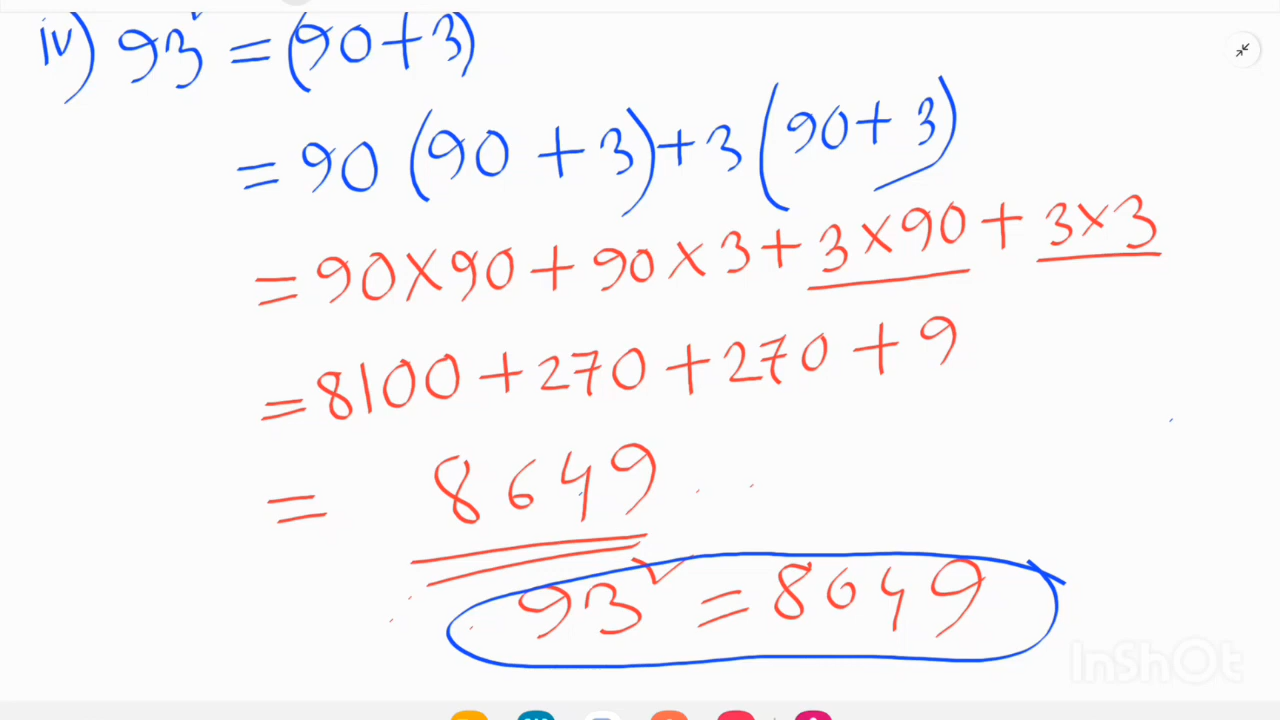 iv) 93² = (90+3)
= 90 (90 + 3) + 3 (90 + 3)
= 90 × 90 + 90 × 3 + 3 × 90 + 3 × 3
= 8100 + 270 + 270 + 9
= 8649
93² = 8649
InShOt